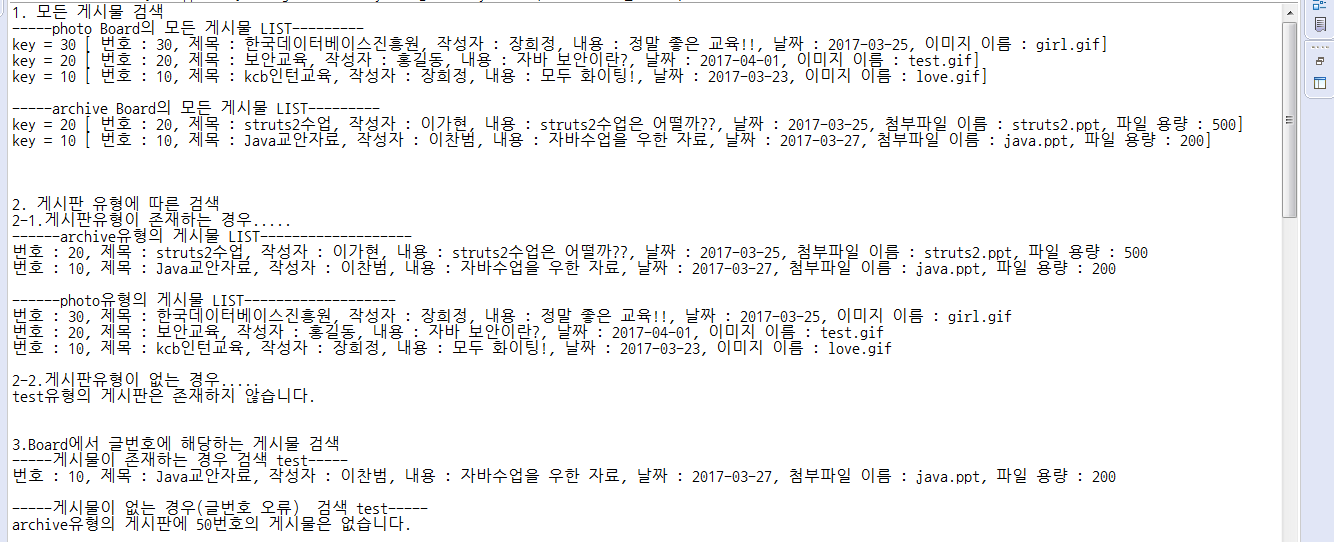 1. 모든 게시물 검색
-----photo Board의 모든 게시물 LIST---------
key = 30 [ 번호 : 30, 제목 : 한국데이터베이스진흥원, 작성자 : 장희정, 내용 : 정말 좋은 교육!!, 날짜 : 2017-03-25, 이미지 이름 : girl.gif]
key = 20 [ 번호 : 20, 제목 : 보안교육, 작성자 : 홍길동, 내용 : 자바 보안이란?, 날짜 : 2017-04-01, 이미지 이름 : test.gif]
key = 10 [ 번호 : 10, 제목 : kcb인턴교육, 작성자 : 장희정, 내용 : 모두 화이팅!, 날짜 : 2017-03-23, 이미지 이름 : love.gif]
-----archive Board의 모든 게시물 LIST---------
key = 20 [ 번호 : 20, 제목 : struts2수업, 작성자 : 이가현, 내용 : struts2수업은 어떨까??, 날짜 : 2017-03-25, 첨부파일 이름 : struts2.ppt, 파일 용량 : 500]
key = 10 [ 번호 : 10, 제목 : Java교안자료, 작성자 : 이찬범, 내용 : 자바수업을 우한 자료, 날짜 : 2017-03-27, 첨부파일 이름 : java.ppt, 파일 용량 : 200]
2. 게시판 유형에 따른 검색
2-1.게시판유형이 존재하는 경우.....
------archive유형의 게시물 LIST-------------------
번호 : 20, 제목 : struts2수업, 작성자 : 이가현, 내용 : struts2수업은 어떨까??, 날짜 : 2017-03-25, 첨부파일 이름 : struts2.ppt, 파일 용량 : 500
번호 : 10, 제목 : Java교안자료, 작성자 : 이찬범, 내용 : 자바수업을 우한 자료, 날짜 : 2017-03-27, 첨부파일 이름 : java.ppt, 파일 용량 : 200
------photo유형의 게시물 LIST-------------------
번호 : 30, 제목 : 한국데이터베이스진흥원, 작성자 : 장희정, 내용 : 정말 좋은 교육!!, 날짜 : 2017-03-25, 이미지 이름 : girl.gif
번호 : 20, 제목 : 보안교육, 작성자 : 홍길동, 내용 : 자바 보안이란?, 날짜 : 2017-04-01, 이미지 이름 : test.gif
번호 : 10, 제목 : kcb인턴교육, 작성자 : 장희정, 내용 : 모두 화이팅!, 날짜 : 2017-03-23, 이미지 이름 : love.gif
2-2.게시판유형이 없는 경우.....
test유형의 게시판은 존재하지 않습니다.
3.Board에서 글번호에 해당하는 게시물 검색
-----게시물이 존재하는 경우 검색 test-----
번호 : 10, 제목 : Java교안자료, 작성자 : 이찬범, 내용 : 자바수업을 우한 자료, 날짜 : 2017-03-27, 첨부파일 이름 : java.ppt, 파일 용량 : 200
-----게시물이 없는 경우(글번호 오류)  검색 test-----
archive유형의 게시판에 50번호의 게시물은 없습니다.